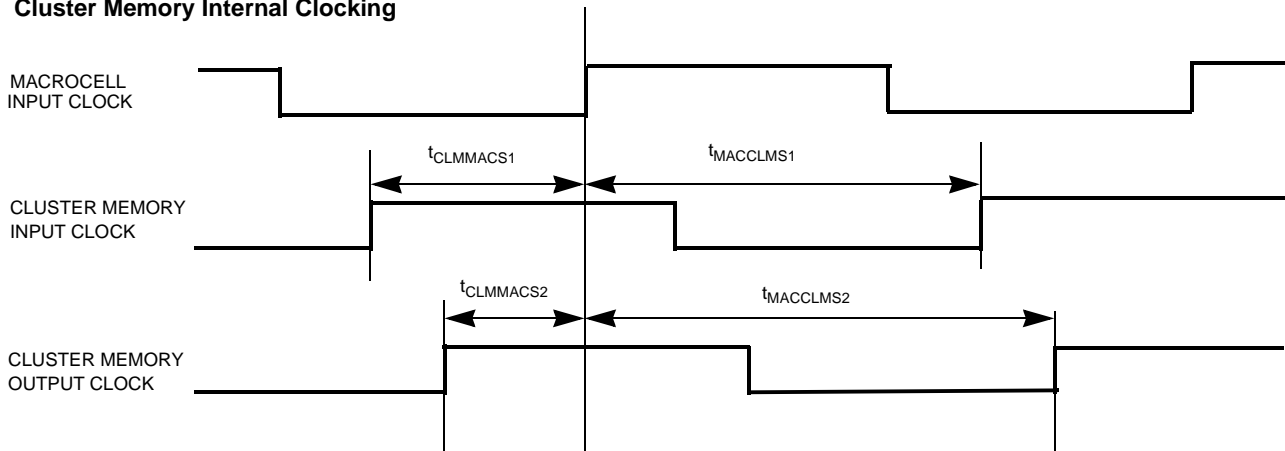 Cluster Memory Internal Clocking
MACROCELL
INPUT CLOCK
tCLMMACS1
tMACCLMS1
CLUSTER MEMORY
INPUT CLOCK
tCLMMACS2
tMACCLMS2
CLUSTER MEMORY
OUTPUT CLOCK